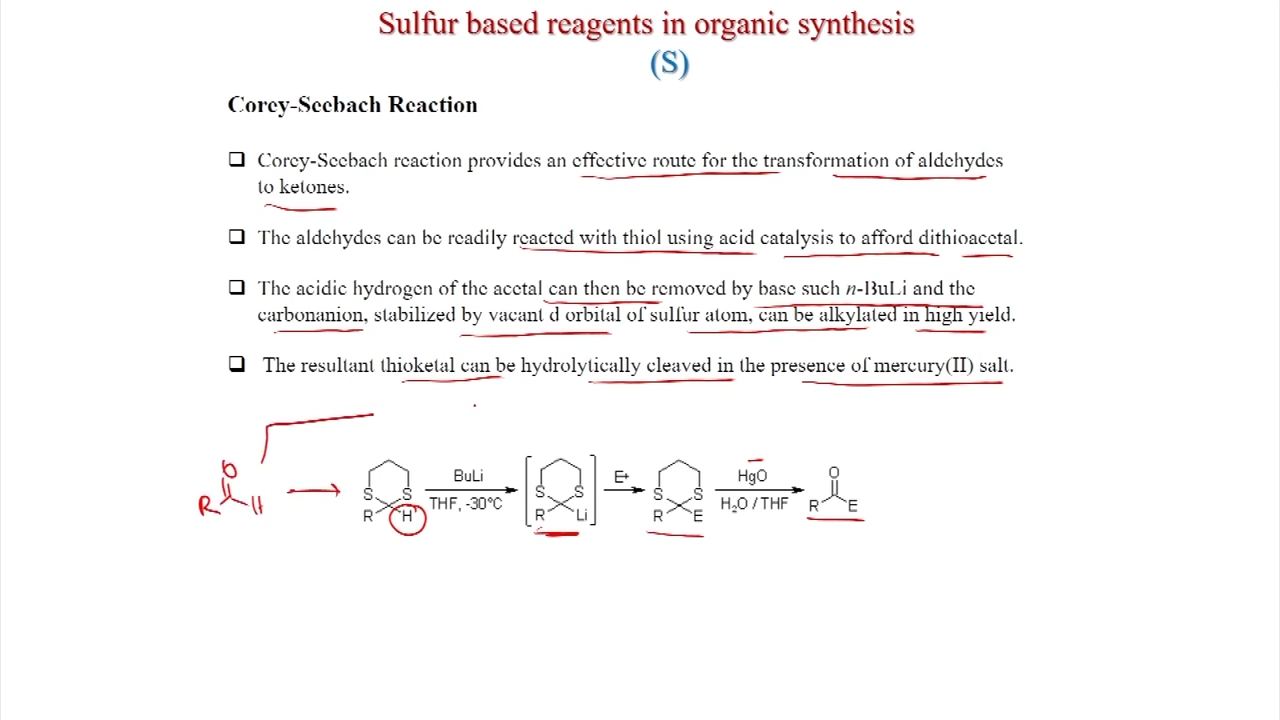 Sulfur based reagents in organic synthesis
(S)
Corey-Seebach Reaction
Corey-Seebach reaction provides an effective route for the transformation of aldehydes
to ketones.
The aldehydes can be readily reacted with thiol using acid catalysis to afford dithioacetal.
The acidic hydrogen of the acetal can then be removed by base such n-BuLi and the
carbonanion, stabilized by vacant d orbital of sulfur atom, can be alkylated in high yield.
The resultant thioketal can be hydrolytically cleaved in the presence of mercury(II) salt.
O
R H
S S
R H
BuLi
THF, -30°C
S S
R Li
E+
S S
R E
HgO
H₂O / THF
O
R E